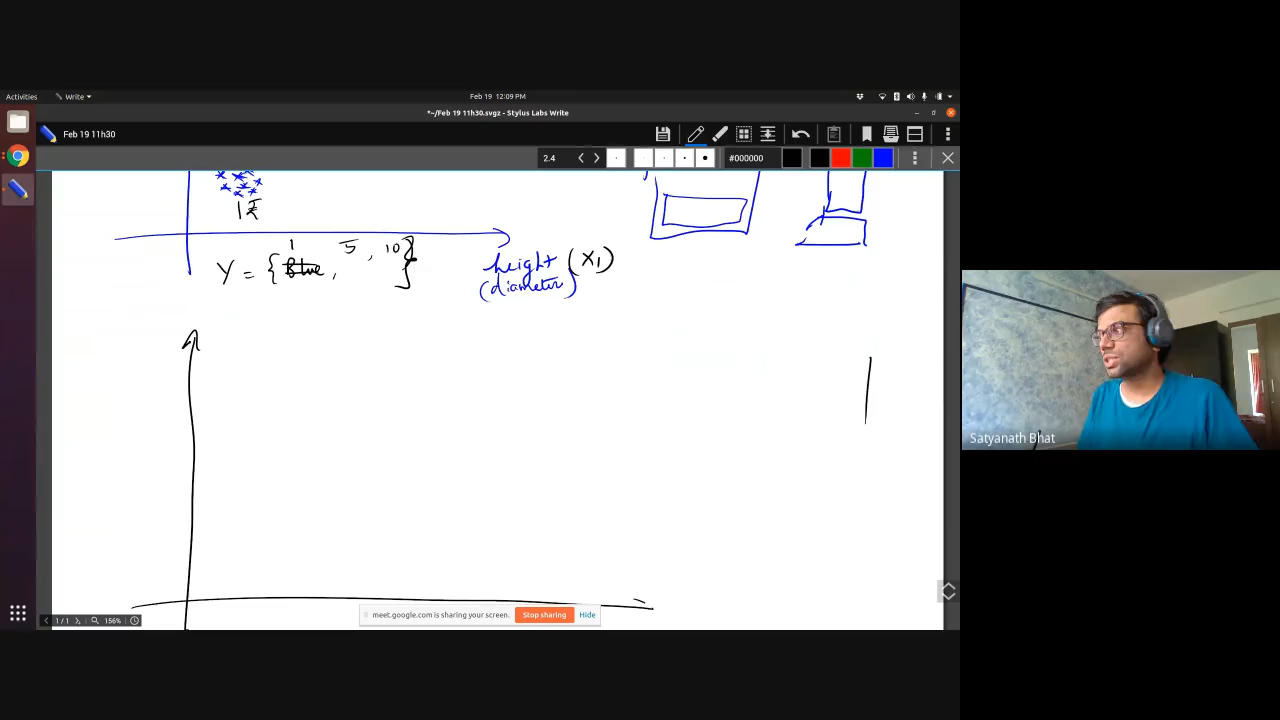 Activities
Write
Feb 19 12:09 PM
*~/Feb 19 11h30.svgz - Stylus Labs Write
Feb 19 11h30
2.4
#000000
1₹
Y = {Blue, 1, 5, 10}
height (X1)
(diameter)
Satyanath Bhat
meet.google.com is sharing your screen.
Stop sharing
Hide
1 / 1
156%